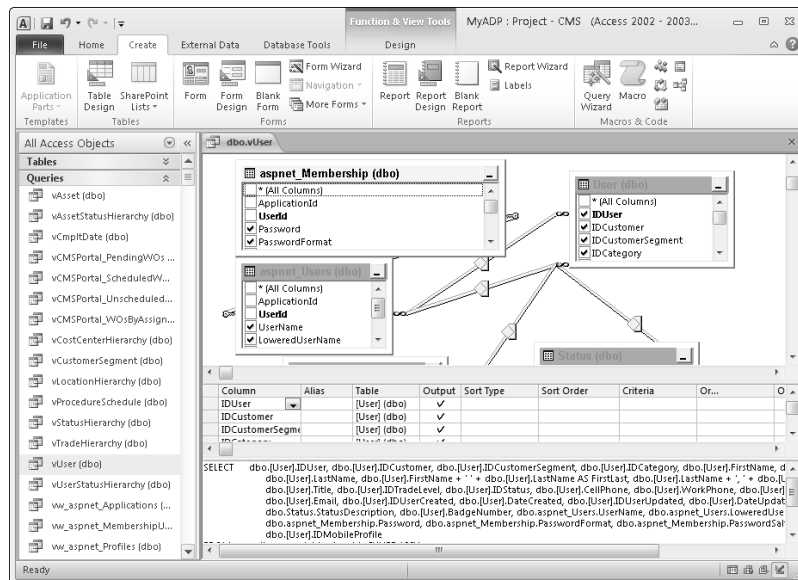 Function & View Tools
MyADP : Project - CMS (Access 2002 - 2003...
File Home Create External Data Database Tools Design
Application Parts
Table Design
SharePoint Lists
Form
Form Design
Blank Form
Form Wizard
Navigation
More Forms
Report
Report Design
Blank Report
Report Wizard
Labels
Query Wizard
Macro
Templates Tables Forms Reports Macros & Code
All Access Objects
Tables
Queries
vAsset (dbo)
vAssetStatusHierarchy (dbo)
vCmpltDate (dbo)
vCMSPortal_PendingWOs ...
vCMSPortal_ScheduledW...
vCMSPortal_Unscheduled...
vCMSPortal_WOsByAssign...
vCostCenterHierarchy (dbo)
vCustomerSegment (dbo)
vLocationHierarchy (dbo)
vProcedureSchedule (dbo)
vStatusHierarchy (dbo)
vTradeHierarchy (dbo)
vUser (dbo)
vUserStatusHierarchy (dbo)
vw_aspnet_Applications (...
vw_aspnet_MembershipU...
vw_aspnet_Profiles (dbo)
dbo.vUser
aspnet_Membership (dbo)
* (All Columns)
ApplicationId
UserId
Password
PasswordFormat
User (dbo)
* (All Columns)
IDUser
IDCustomer
IDCustomerSegment
IDCategory
aspnet_Users (dbo)
* (All Columns)
ApplicationId
UserId
UserName
LoweredUserName
Status (dbo)
Column Alias Table Output Sort Type Sort Order Criteria Or... O
IDUser [User] (dbo)
IDCustomer [User] (dbo)
IDCustomerSegme [User] (dbo)
SELECT dbo.[User].IDUser, dbo.[User].IDCustomer, dbo.[User].IDCustomerSegment, dbo.[User].IDCategory, dbo.[User].FirstName, d
dbo.[User].LastName, dbo.[User].FirstName + ' ' + dbo.[User].LastName AS FirstLast, dbo.[User].LastName + ', ' + dbo.[U
dbo.[User].Title, dbo.[User].IDTradeLevel, dbo.[User].IDStatus, dbo.[User].CellPhone, dbo.[User].WorkPhone, dbo.[User]
dbo.[User].Email, dbo.[User].IDUserCreated, dbo.[User].DateCreated, dbo.[User].IDUserUpdated, dbo.[User].DateUpdat
dbo.Status.StatusDescription, dbo.[User].BadgeNumber, dbo.aspnet_Users.UserName, dbo.aspnet_Users.LoweredUse
dbo.aspnet_Membership.Password, dbo.aspnet_Membership.PasswordFormat, dbo.aspnet_Membership.PasswordSal
dbo.[User].IDMobileProfile
Ready